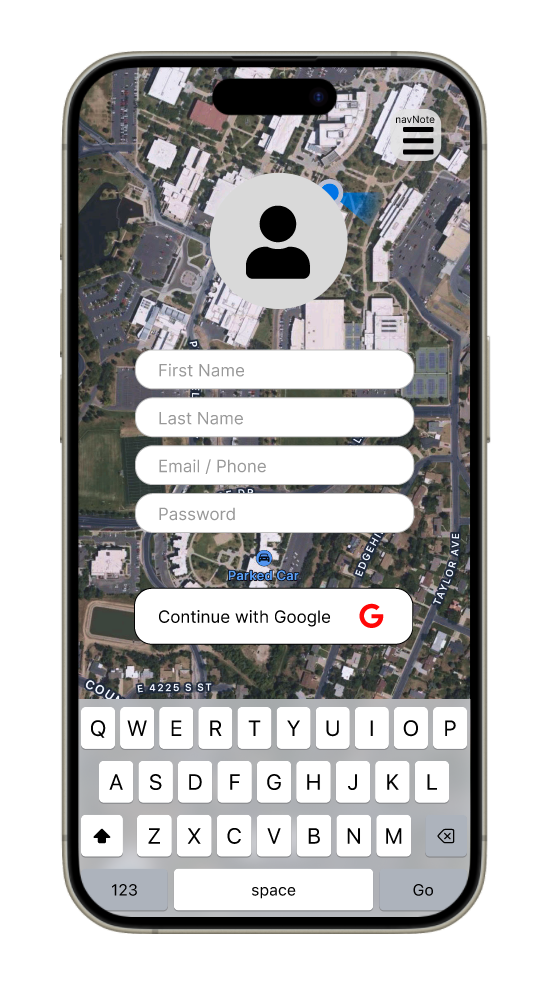 navNote
First Name
Last Name
Email / Phone
Password
Parked Car
EDGEHI
TAYLOR AVE
Continue with Google
G
E 4225 S ST
COUN
Q W E R T Y U I O P
A S D F G H J K L
Z X C V B N M
123 space Go